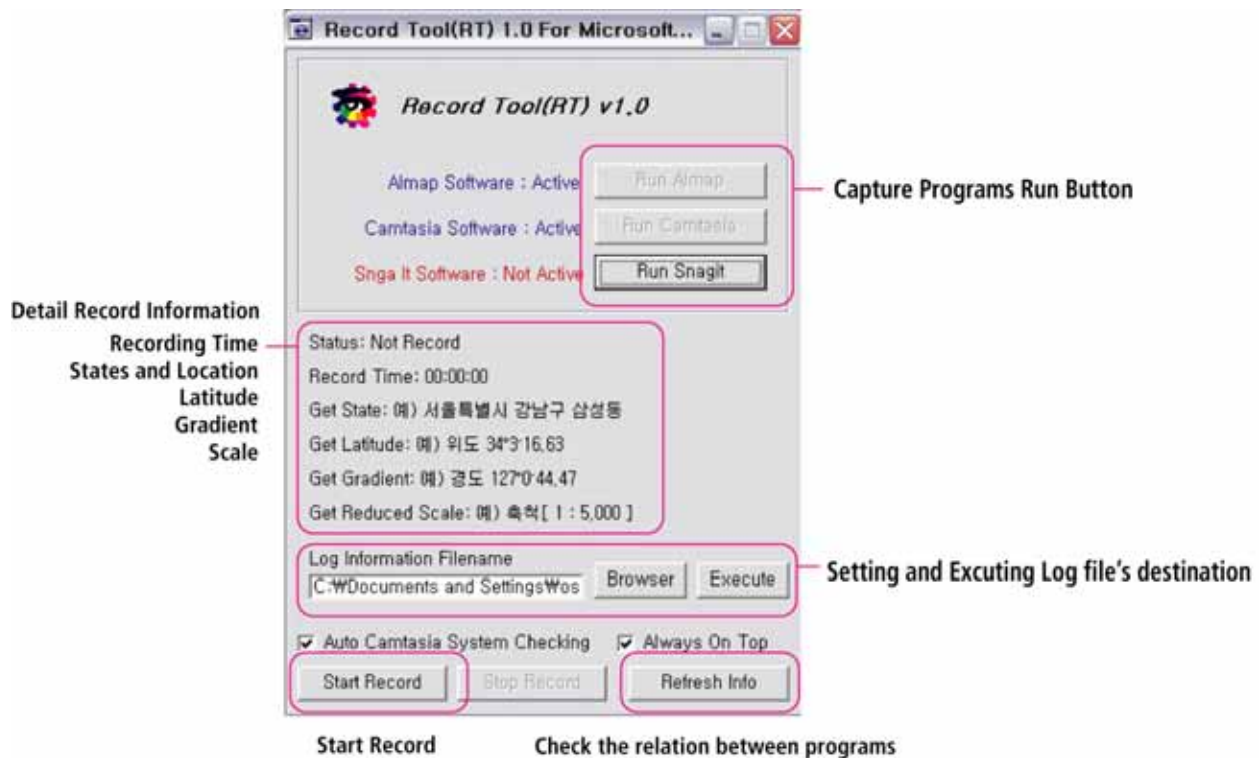 Record Tool(RT) 1.0 For Microsoft...
Record Tool(RT) v1.0
Almap Software : Active
Run Almap
Camtasia Software : Active
Run Camtasia
Snga It Software : Not Active
Run Snagit
Capture Programs Run Button
Detail Record Information
Recording Time
States and Location
Latitude
Gradient
Scale
Status: Not Record
Record Time: 00:00:00
Get State: 예) 서울특별시 강남구 삼성동
Get Latitude: 예) 위도 34°3'16.63
Get Gradient: 예) 경도 127°0'44.47
Get Reduced Scale: 예) 축척[ 1 : 5,000 ]
Log Information Filename
C:₩Documents and Settings₩os
Browser
Execute
Setting and Excuting Log file's destination
Auto Camtasia System Checking
Always On Top
Start Record
Stop Record
Refresh Info
Start Record
Check the relation between programs